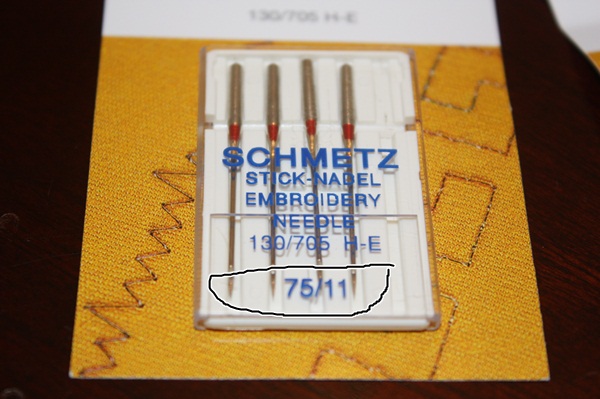 130/705 H-E
SCHMETZ
STICK-NADEL
EMBROIDERY
NEEDLE
130/705 H-E
75/11